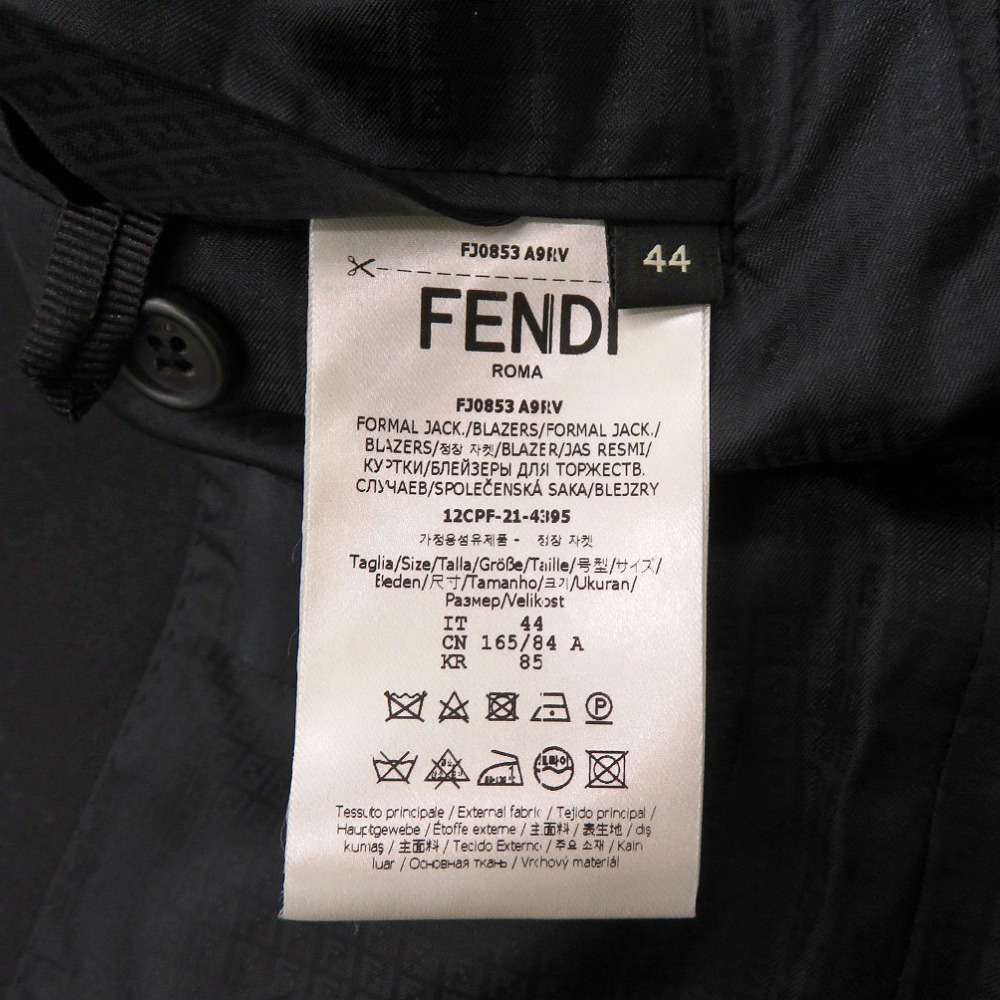 FJ0853 A9RV
44
FENDI
ROMA
FJ0853 A9RV
FORMAL JACK./BLAZERS/FORMAL JACK./
BLAZERS/정장 자켓/BLAZER/JAS RESMI/
КУРТКИ/БЛЕЙЗЕРЫ ДЛЯ ТОРЖЕСТВ.
СЛУЧАЕВ/SPOLEČENSKÁ SAKA/BLEJZRY
12CPF-21-4395
가정용섬유제품 - 정장 자켓
Taglia/Size/Talla/Größe/Taille/号型/サイズ/
Beden/尺寸/Tamanho/크기/Ukuran/
Размер/Velikost
IT 44
CN 165/84 A
KR 85
P
Tessuto principale / External fabric / Tejido principal /
Hauptgewebe / Étoffe externe / 主面料 / 表生地 / dış
kumaş / 主面料 / Tecido Externo / 주요 소재 / Kain
luar / Основная ткань / Vrchový materiál